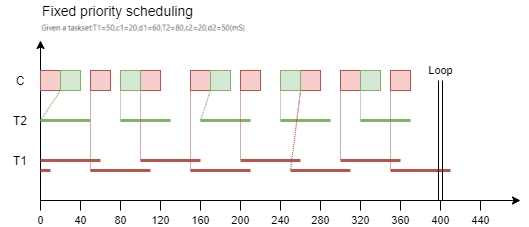 Fixed priority scheduling
Given a taskset:T1=50,c1=20,d1=60,T2=80,c2=20,d2=50(mS)
Loop
C
T2
T1
0 40 80 120 160 200 240 280 320 360 400 440